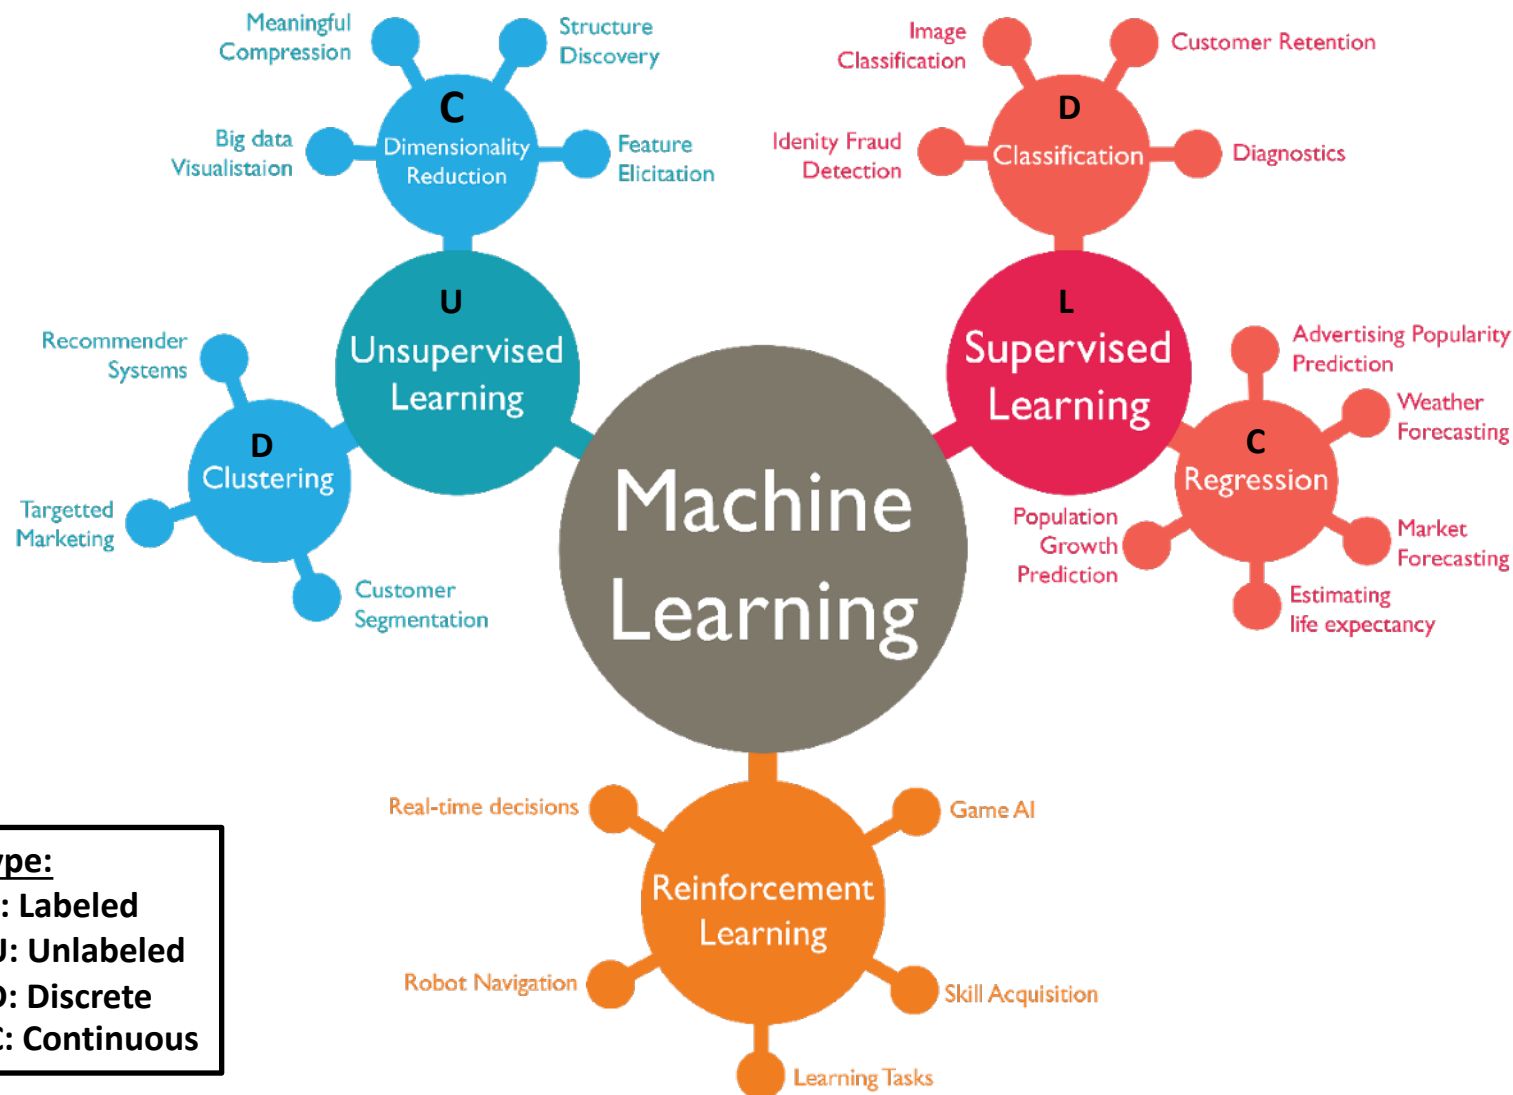 Meaningful
Compression
Structure
Discovery
Big data
Visualistaion
Feature
Elicitation
C
Dimensionality
Reduction
Image
Classification
Customer Retention
Idenity Fraud
Detection
Diagnostics
D
Classification
U
Unsupervised
Learning
L
Supervised
Learning
Recommender
Systems
D
Clustering
Targetted
Marketing
Customer
Segmentation
Advertising Popularity
Prediction
Weather
Forecasting
C
Regression
Population
Growth
Prediction
Market
Forecasting
Estimating
life expectancy
Machine
Learning
Real-time decisions
Game AI
Reinforcement
Learning
Robot Navigation
Skill Acquisition
Learning Tasks
ype:
: Labeled
U: Unlabeled
D: Discrete
C: Continuous